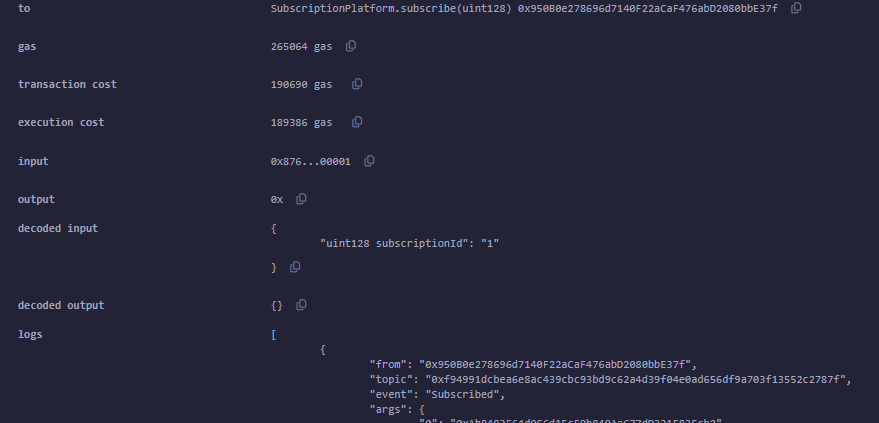 to SubscriptionPlatform.subscribe(uint128) 0x950B0e278696d7140F22aCaF476abD2080bbE37f
gas 265064 gas
transaction cost 190690 gas
execution cost 189386 gas
input 0x876...00001
output 0x
decoded input {
"uint128 subscriptionId": "1"
}
decoded output {}
logs [
{
"from": "0x950B0e278696d7140F22aCaF476abD2080bbE37f",
"topic": "0xf94991dcbea6e8ac439cbc93bd9c62a4d39f04e0ad656df9a703f13552c2787f",
"event": "Subscribed",
"args": {
"0":